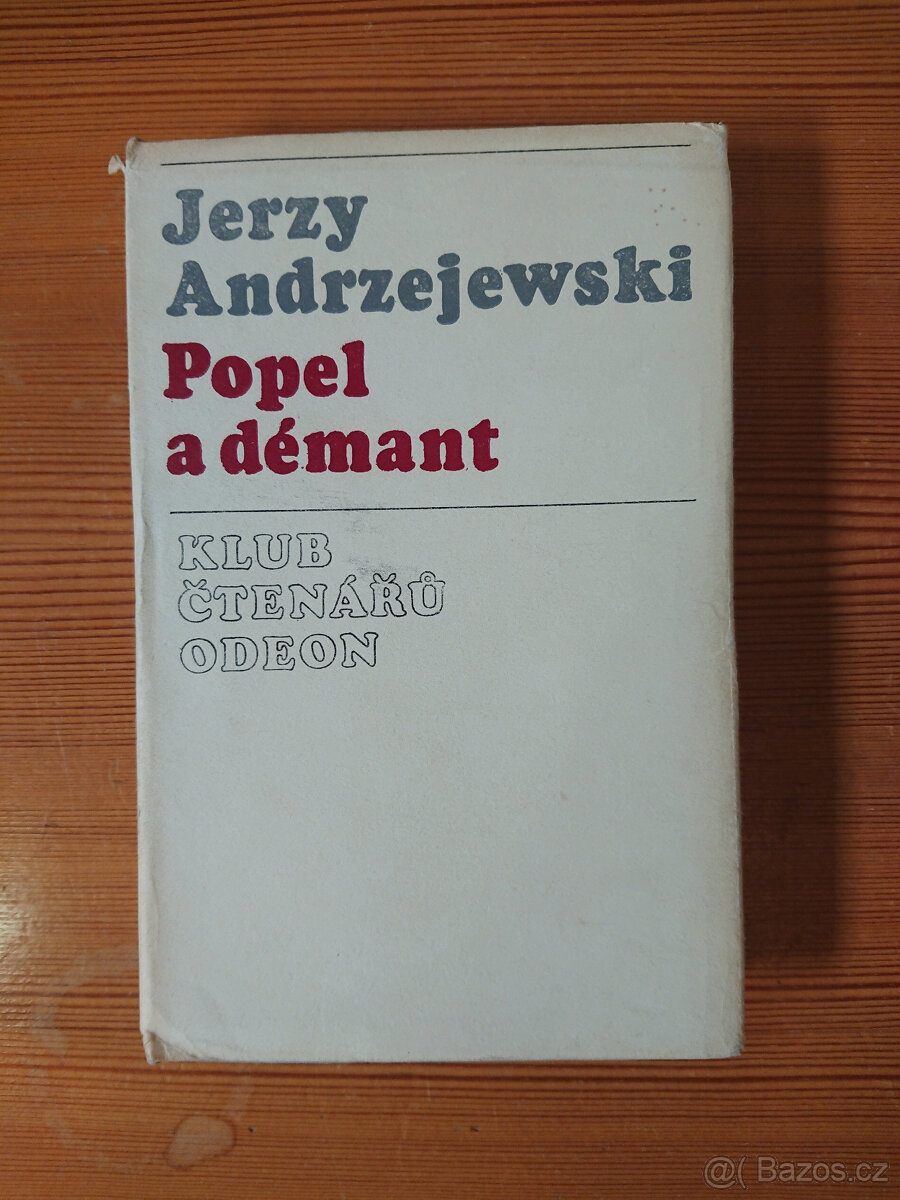 Jerzy
Andrzejewski
Popel
a démant
KLUB
ČTENÁŘŮ
ODEON
@( Bazos.cz